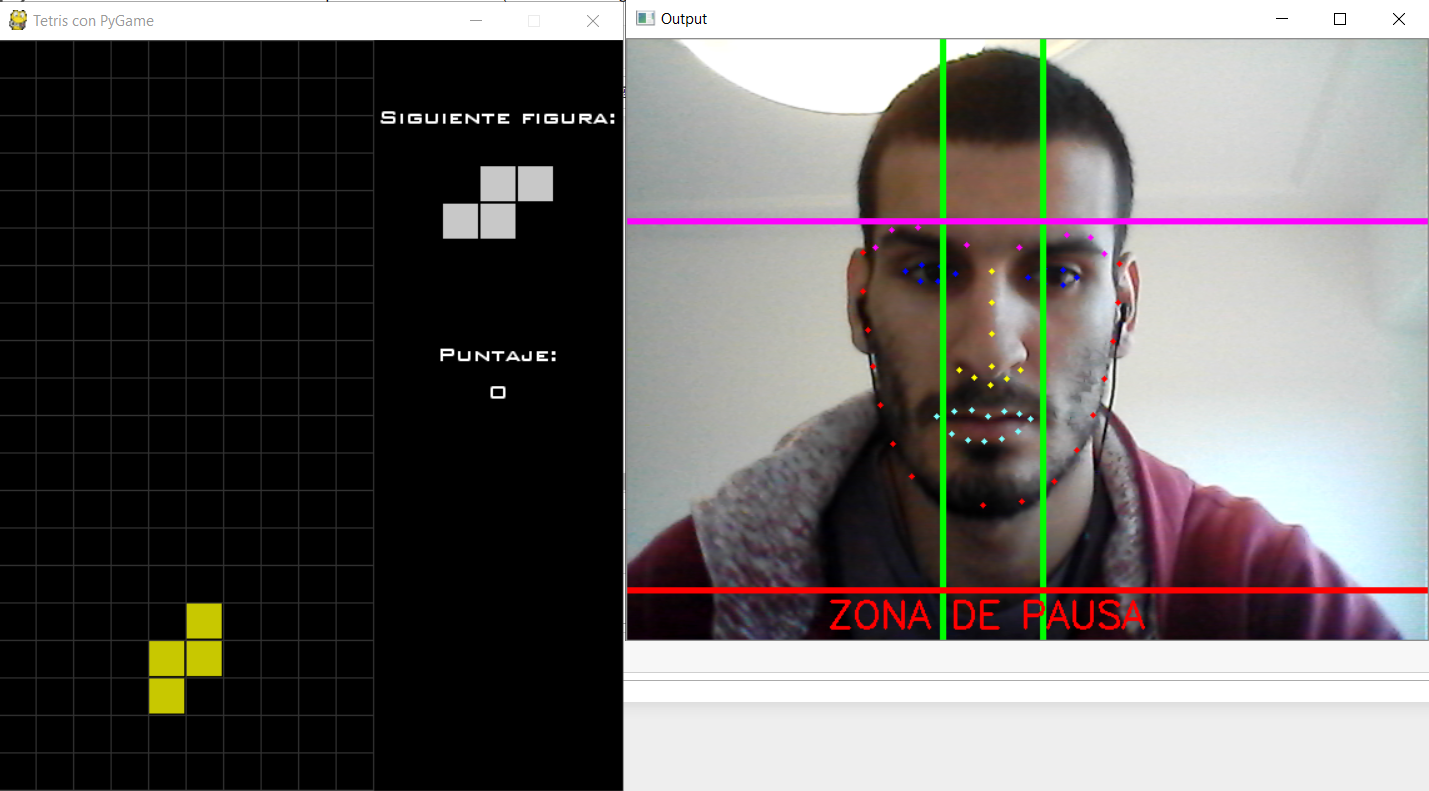 Tetris con PyGame
Output
Siguiente figura:
Puntaje:
0
ZONA DE PAUSA